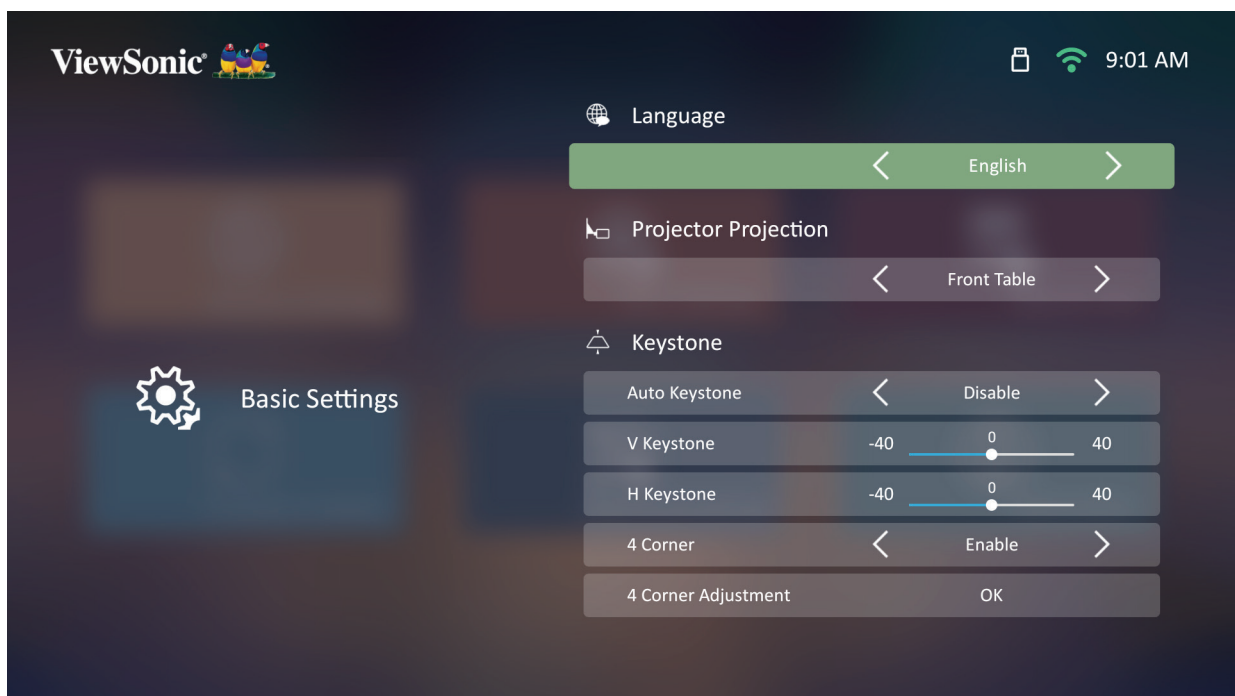 ViewSonic®
9:01 AM
Language
English
Projector Projection
Front Table
Keystone
Auto Keystone Disable
V Keystone -40 0 40
H Keystone -40 0 40
4 Corner Enable
4 Corner Adjustment OK
Basic Settings